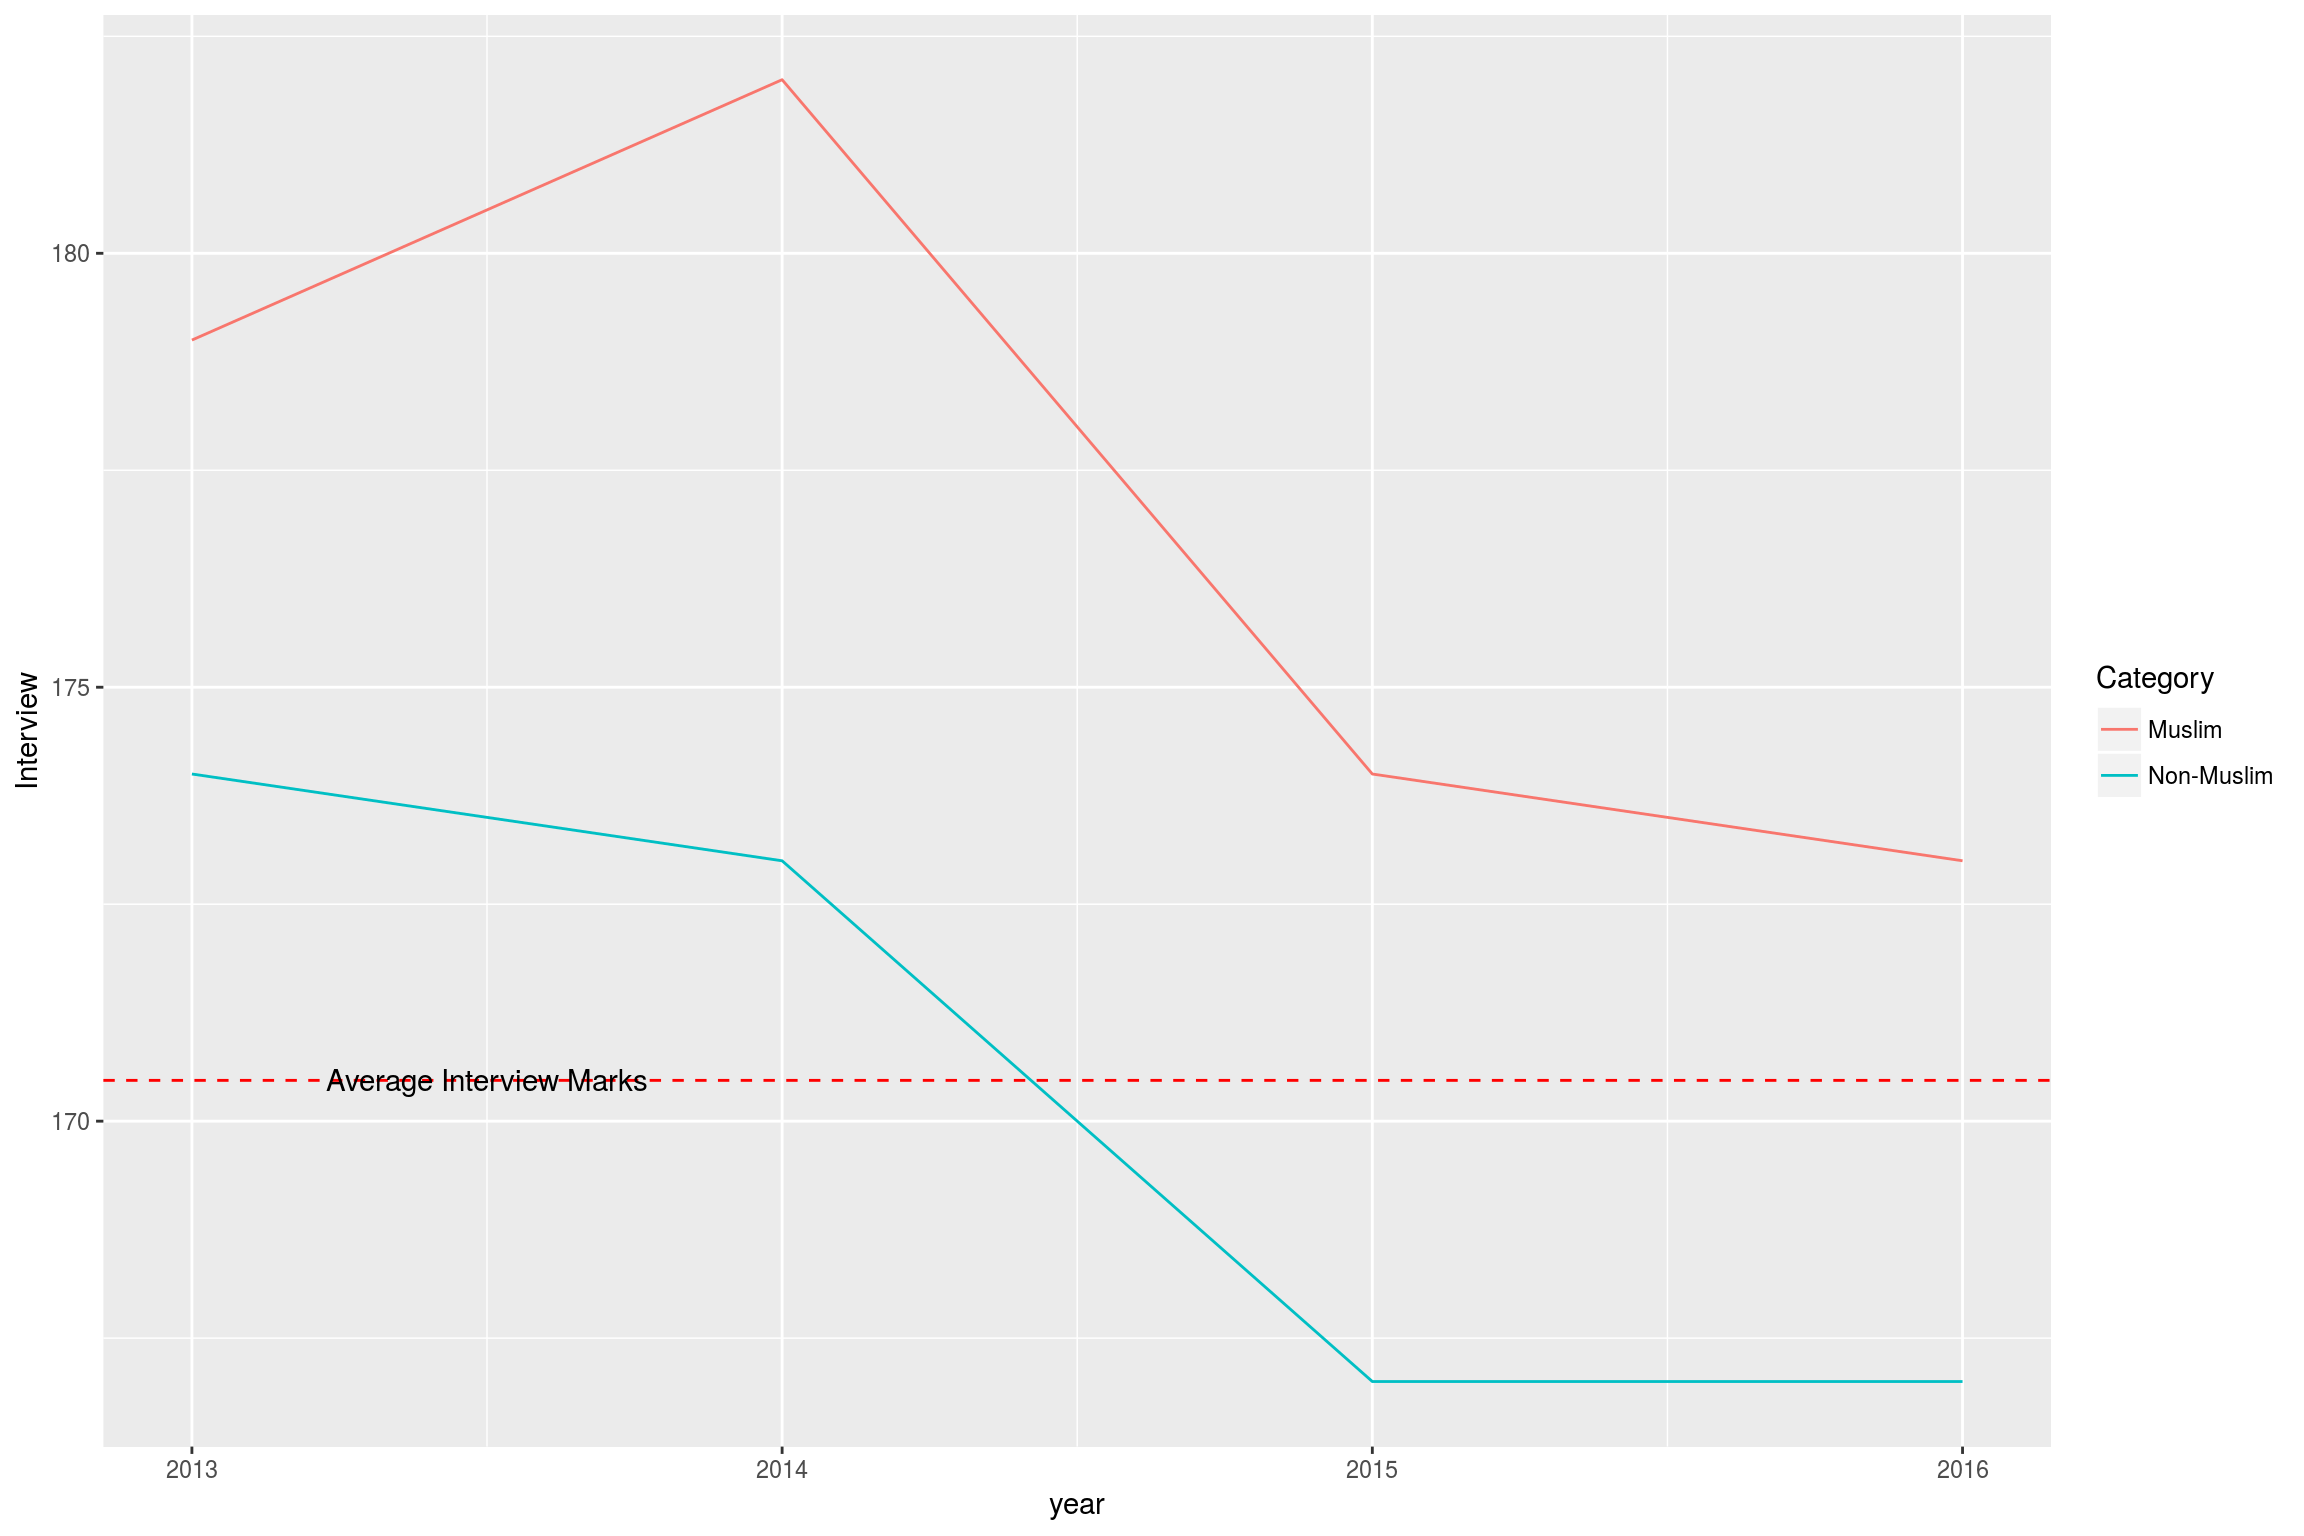 Interview
180
175
170
Average Interview Marks
2013 2014 2015 2016
year
Category
Muslim
Non-Muslim